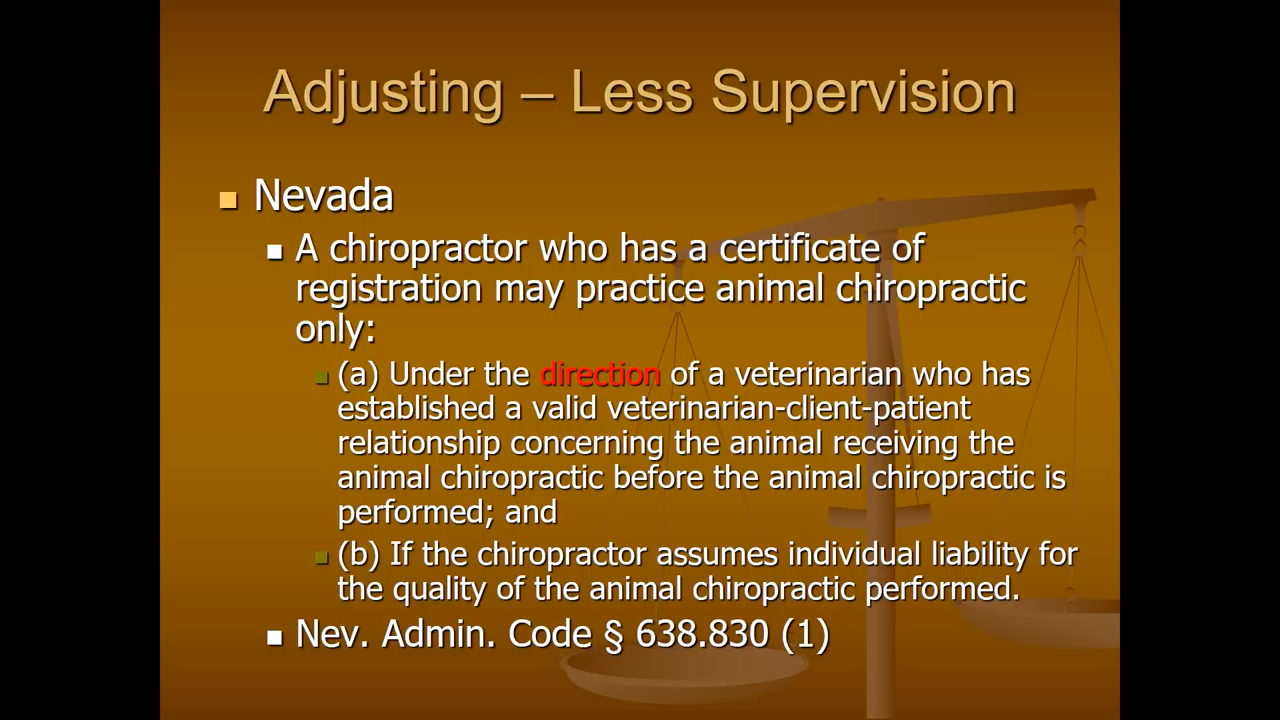 Adjusting – Less Supervision
Nevada
A chiropractor who has a certificate of
registration may practice animal chiropractic
only:
(a) Under the direction of a veterinarian who has
established a valid veterinarian-client-patient
relationship concerning the animal receiving the
animal chiropractic before the animal chiropractic is
performed; and
(b) If the chiropractor assumes individual liability for
the quality of the animal chiropractic performed.
Nev. Admin. Code § 638.830 (1)